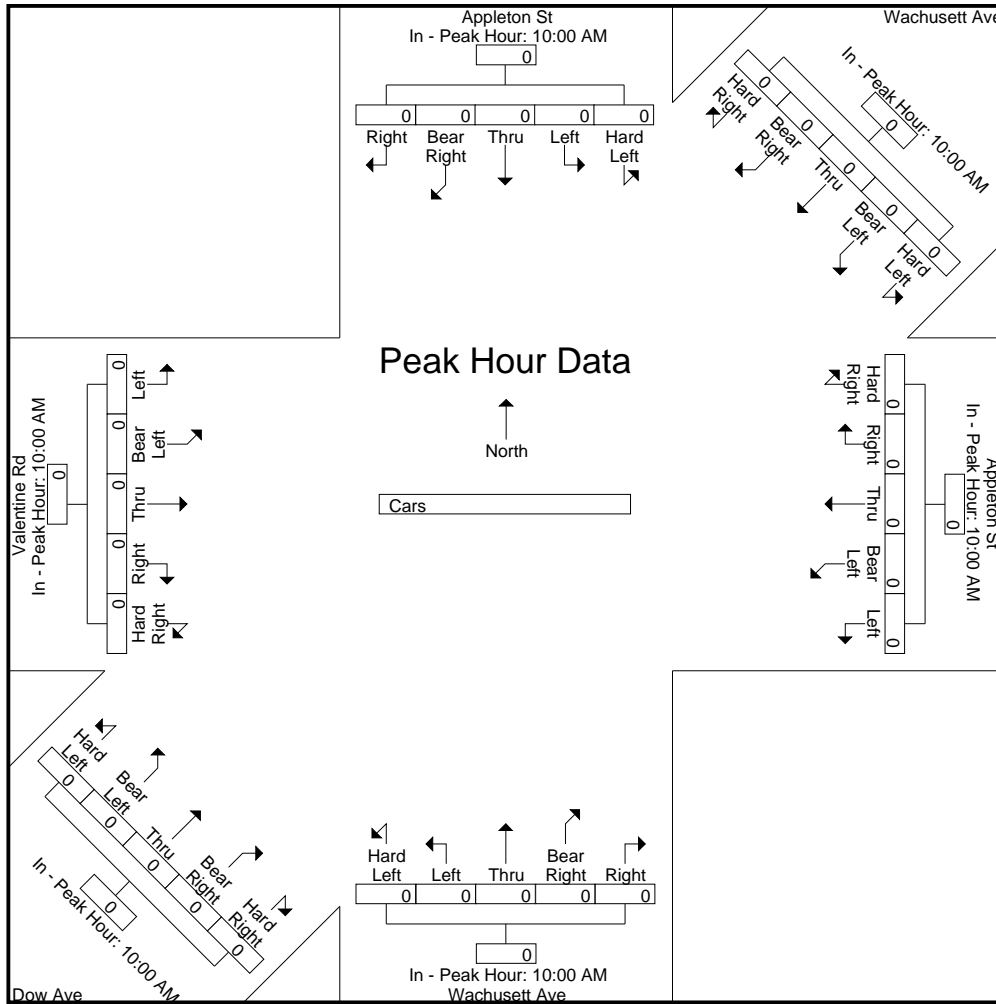 Appleton St
In - Peak Hour: 10:00 AM
0
0 0 0 0 0
Right
Bear
Right
Thru
Left
Hard
Left
Wachusett Ave
In - Peak Hour: 10:00 AM
0
0 0 0 0 0
Hard
Right
Bear
Right
Thru
Bear
Left
Hard
Left
Peak Hour Data
North
Cars
Valentine Rd
In - Peak Hour: 10:00 AM
0
0 0 0 0 0
Left
Bear
Left
Thru
Right
Hard
Right
Appleton St
In - Peak Hour: 10:00 AM
0
0 0 0 0 0
Hard
Right
Right
Thru
Bear
Left
Left
Hard
Left
Bear
Left
Thru
Bear
Right
Hard
Right
0 0 0 0 0
0
In - Peak Hour: 10:00 AM
Dow Ave
Hard
Left
Left
Thru
Bear
Right
Right
0 0 0 0 0
0
In - Peak Hour: 10:00 AM
Wachusett Ave